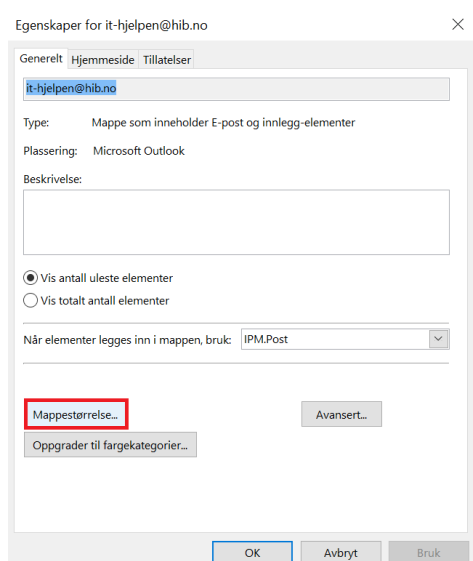 Egenskaper for it-hjelpen@hib.no
Generelt Hjemmeside Tillatelser
it-hjelpen@hib.no
Type: Mappe som inneholder E-post og innlegg-elementer
Plassering: Microsoft Outlook
Beskrivelse:
Vis antall uleste elementer
Vis totalt antall elementer
Når elementer legges inn i mappen, bruk: IPM.Post
Mappestørrelse... Avansert...
Oppgrader til fargekategorier...
OK Avbryt Bruk